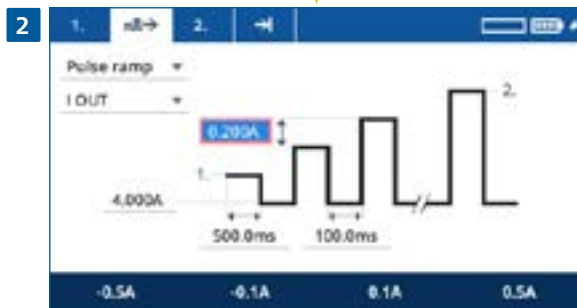 2
1. 2.
Pulse ramp
I OUT
0.200A
2.
1.
4.000A
500.0ms 100.0ms
-0.5A -0.1A 0.1A 0.5A